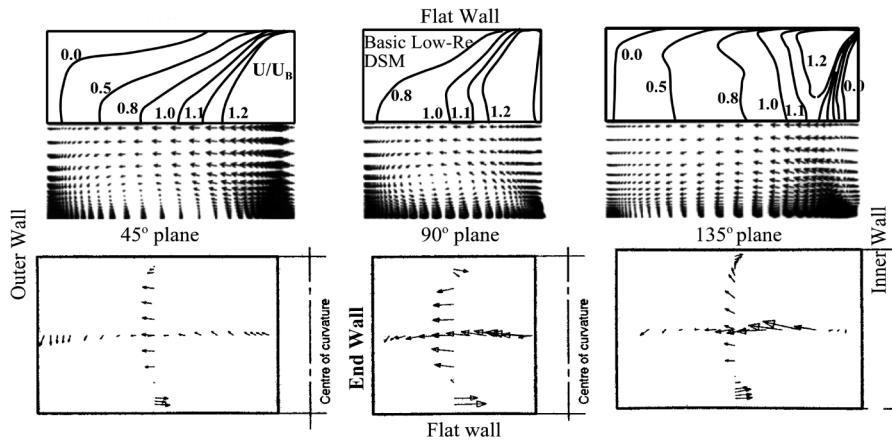 Flat Wall
0.0
0.5
0.8
1.0
1.1
1.2
U/U_B
Basic Low-Re
DSM
0.8
1.0
1.1
1.2
0.0
0.5
0.8
1.0
1.1
1.2
0.0
Outer Wall
45° plane
90° plane
135° plane
Inner Wall
Centre of curvature
End Wall
Centre of curvature
Centre of curvature
Flat wall